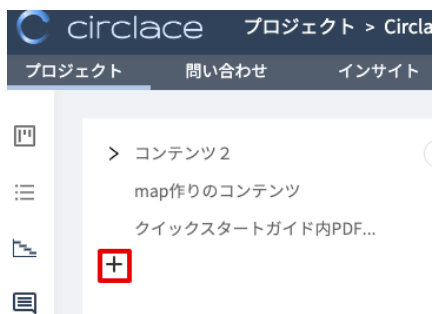 circlace プロジェクト > Circla
プロジェクト 問い合わせ インサイト
> コンテンツ２
map作りのコンテンツ
クイックスタートガイド内PDF...
+